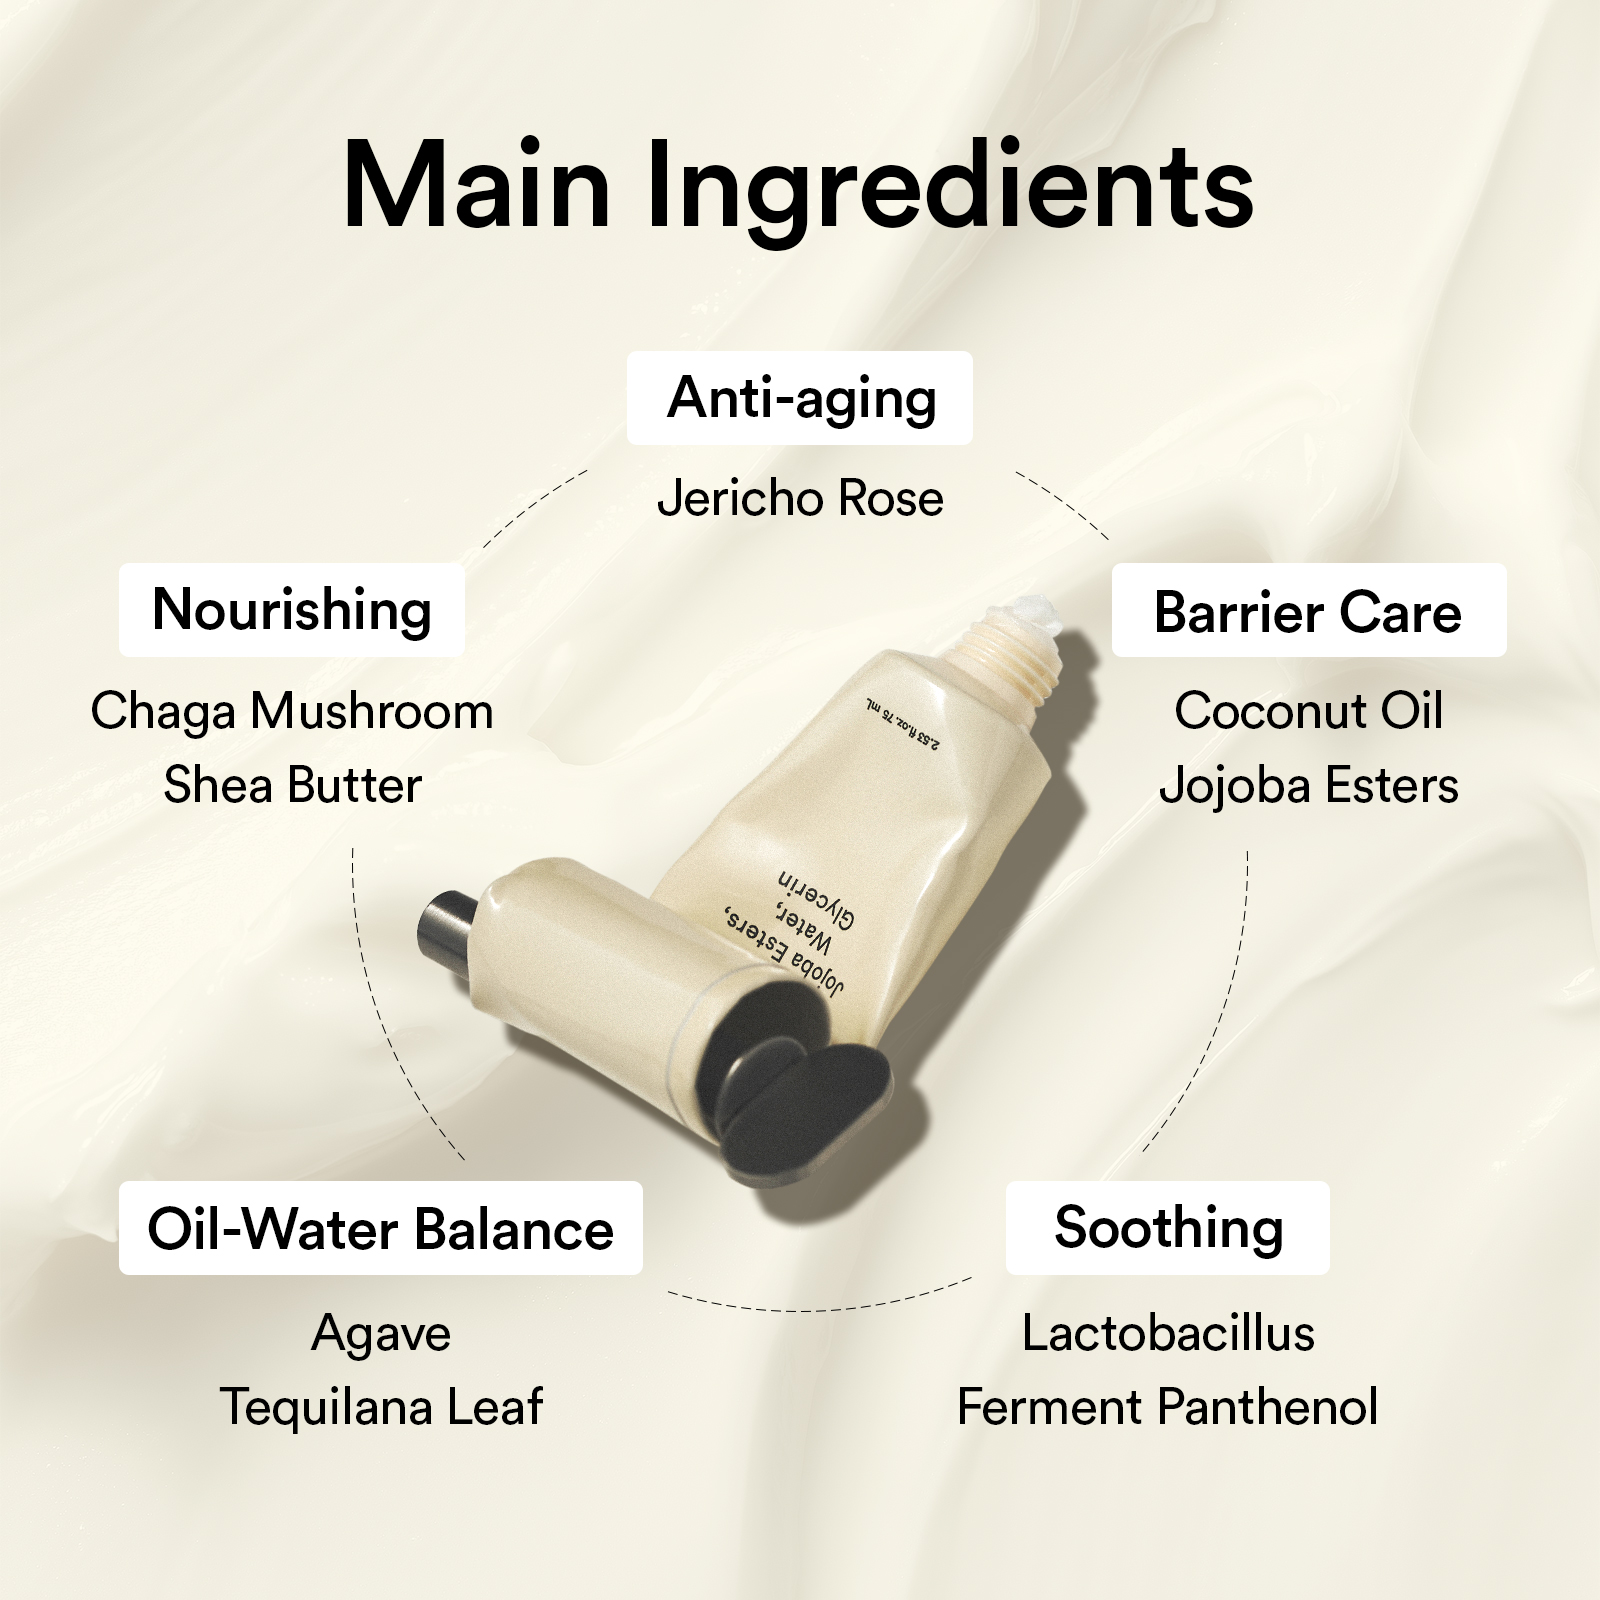 Main Ingredients
Anti-aging
Jericho Rose
Nourishing
Chaga Mushroom
Shea Butter
Barrier Care
Coconut Oil
Jojoba Esters
2.53 fl.oz. 75 mL
Jojoba Esters,
Water,
Glycerin
Oil-Water Balance
Agave
Tequilana Leaf
Soothing
Lactobacillus
Ferment Panthenol